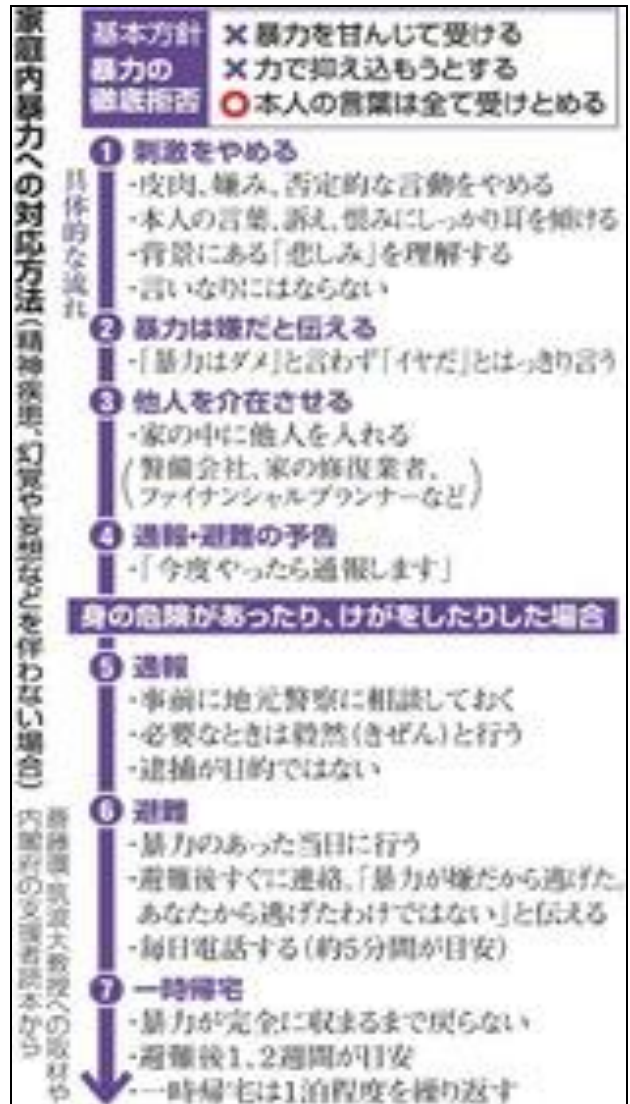 家庭内暴力への対応方法(精神疾患、幻覚や妄想などを伴わない場合)
基本方針
暴力の
徹底拒否
×暴力を甘んじて受ける
×力で抑え込もうとする
○本人の言葉は全て受けとめる
具体的な流れ
❶刺激をやめる
・皮肉、嫌み、否定的な言動をやめる
・本人の言葉、訴え、恨みにしっかり耳を傾ける
・背景にある「悲しみ」を理解する
・言いなりにはならない
❷暴力は嫌だと伝える
・「暴力はダメ」と言わず「イヤだ」とはっきり言う
❸他人を介在させる
・家の中に他人を入れる
(警備会社、家の修復業者、
ファイナンシャルプランナーなど)
❹通報・避難の予告
・「今度やったら通報します」
身の危険があったり、けがをしたりした場合
❺通報
・事前に地元警察に相談しておく
・必要なときは毅然(きぜん)と行う
・逮捕が目的ではない
❻避難
・暴力のあった当日に行う
・避難後すぐに連絡。「暴力が嫌だから逃げた。
あなたから逃げたわけではない」と伝える
・毎日電話する(約5分間が目安)
❼一時帰宅
・暴力が完全に収まるまで戻らない
・避難後1、2週間が目安
・一時帰宅は1泊程度を繰り返す
斎藤環・筑波大教授への取材や
内閣府の支援者読本から